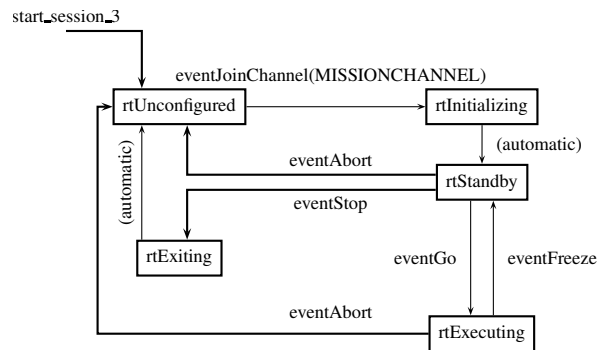 start_session_3
eventJoinChannel(MISSIONCHANNEL)
rtUnconfigured
rtInitializing
(automatic)
(automatic)
eventAbort
rtStandby
eventStop
rtExiting
eventGo
eventFreeze
eventAbort
rtExecuting